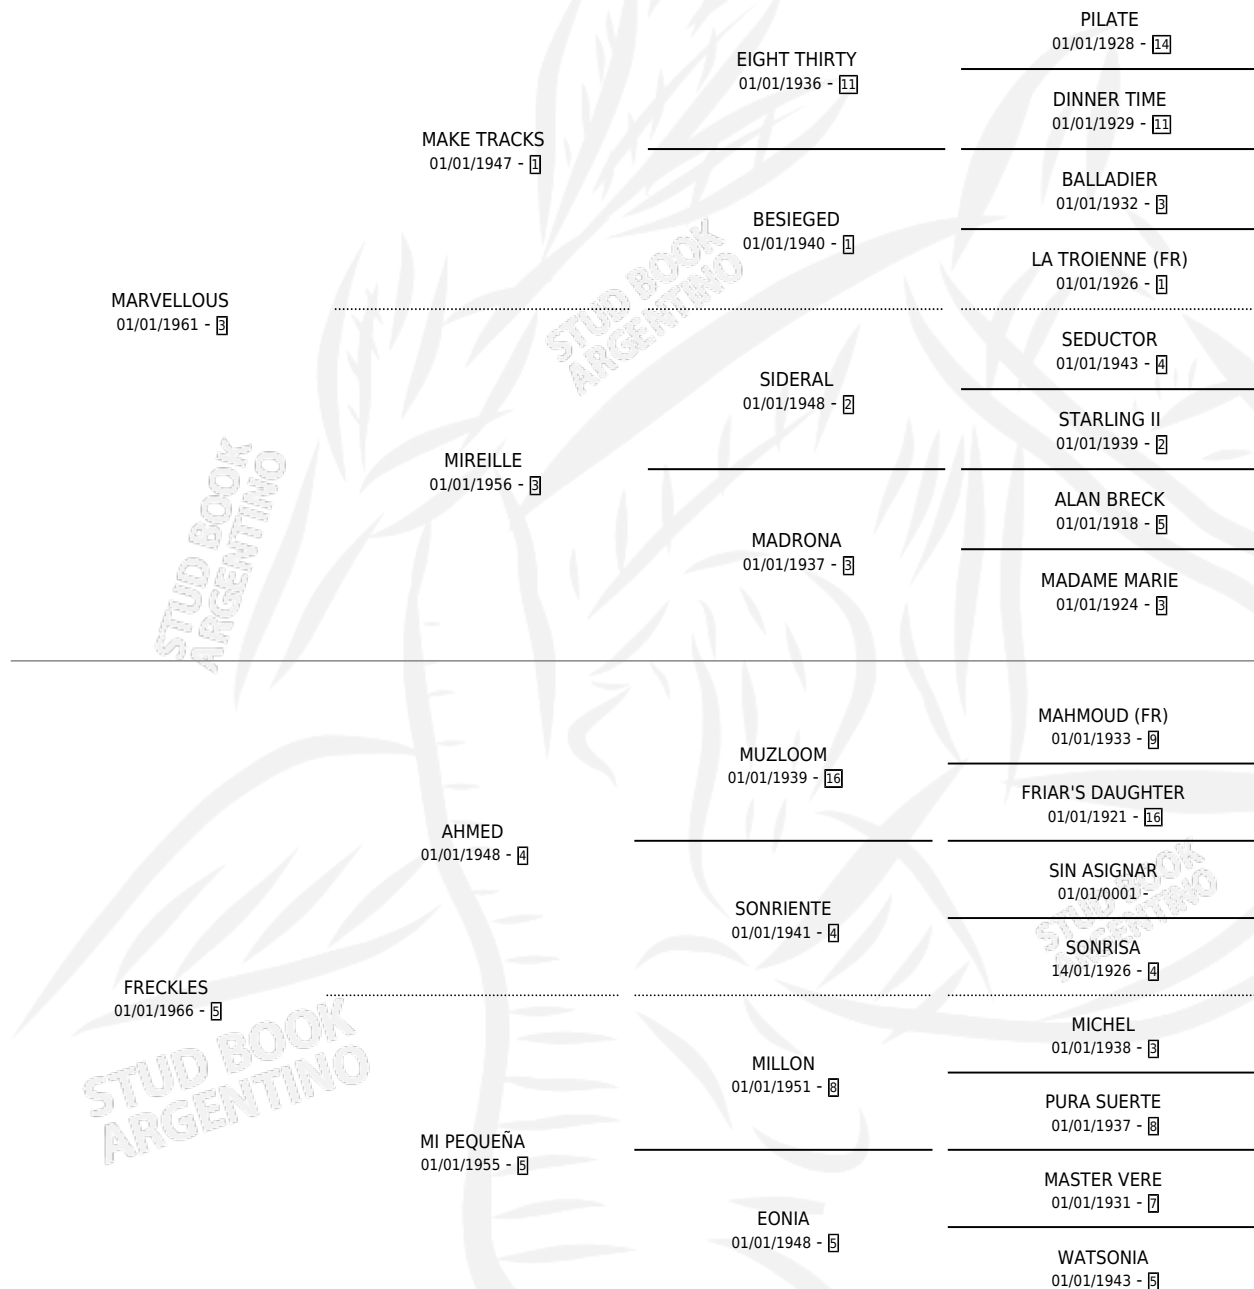 PILATE
01/01/1928 - 14
EIGHT THIRTY
01/01/1936 - 11
DINNER TIME
01/01/1929 - 11
MAKE TRACKS
01/01/1947 - 1
BALLADIER
01/01/1932 - 3
BESIEGED
01/01/1940 - 1
LA TROIENNE (FR)
01/01/1926 - 1
MARVELLOUS
01/01/1961 - 3
SEDUCTOR
01/01/1943 - 4
SIDERAL
01/01/1948 - 2
STARLING II
01/01/1939 - 2
MIREILLE
01/01/1956 - 3
ALAN BRECK
01/01/1918 - 5
MADRONA
01/01/1937 - 3
MADAME MARIE
01/01/1924 - 3
MAHMOUD (FR)
01/01/1933 - 9
MUZLOOM
01/01/1939 - 16
FRIAR'S DAUGHTER
01/01/1921 - 16
AHMED
01/01/1948 - 4
SIN ASIGNAR
01/01/0001 -
SONRIENTE
01/01/1941 - 4
SONRISA
14/01/1926 - 4
FRECKLES
01/01/1966 - 5
MICHEL
01/01/1938 - 3
MILLON
01/01/1951 - 8
PURA SUERTE
01/01/1937 - 8
MI PEQUEÑA
01/01/1955 - 5
MASTER VERE
01/01/1931 - 7
EONIA
01/01/1948 - 5
WATSONIA
01/01/1943 - 5
STUD BOOK
ARGENTINO
STUD BOOK
ARGENTINO
STUD BOOK
ARGENTINO
STUD BOOK
ARGENTINO